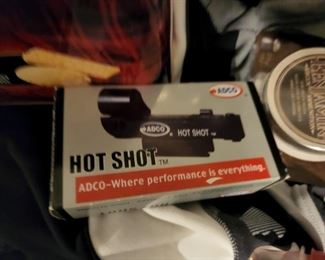 ADCO
ADCO HOT SHOT
HOT SHOT™
ADCO-Where performance is everything.